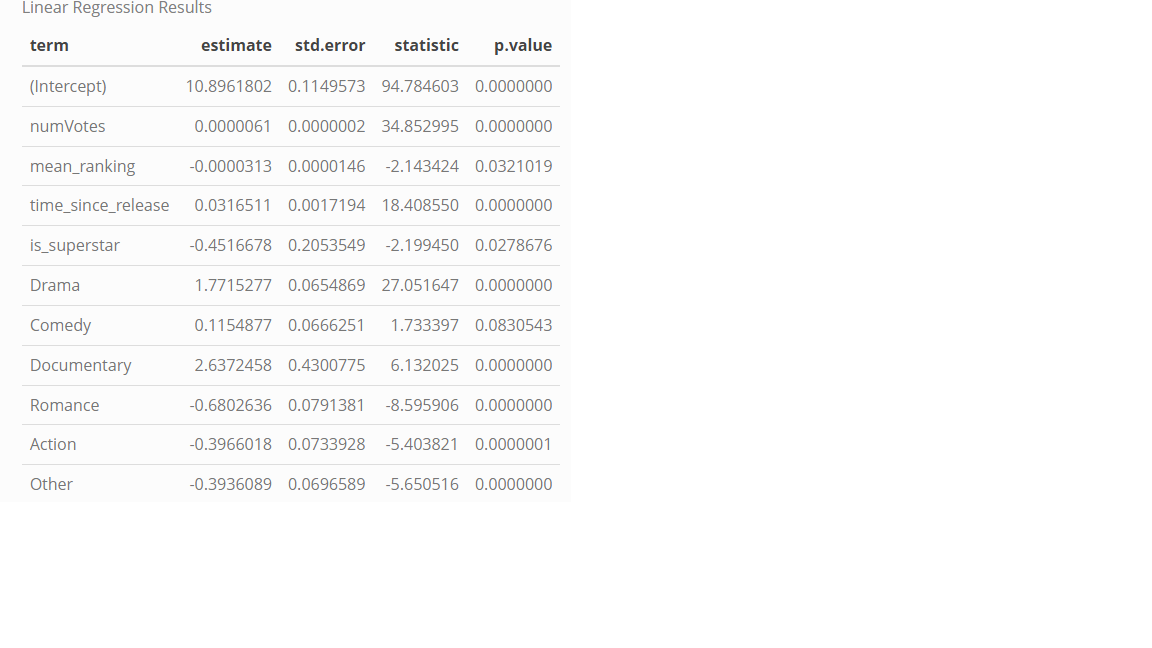 Linear Regression Results
term estimate std.error statistic p.value
(Intercept) 10.8961802 0.1149573 94.784603 0.0000000
numVotes 0.0000061 0.0000002 34.852995 0.0000000
mean_ranking -0.0000313 0.0000146 -2.143424 0.0321019
time_since_release 0.0316511 0.0017194 18.408550 0.0000000
is_superstar -0.4516678 0.2053549 -2.199450 0.0278676
Drama 1.7715277 0.0654869 27.051647 0.0000000
Comedy 0.1154877 0.0666251 1.733397 0.0830543
Documentary 2.6372458 0.4300775 6.132025 0.0000000
Romance -0.6802636 0.0791381 -8.595906 0.0000000
Action -0.3966018 0.0733928 -5.403821 0.0000001
Other -0.3936089 0.0696589 -5.650516 0.0000000